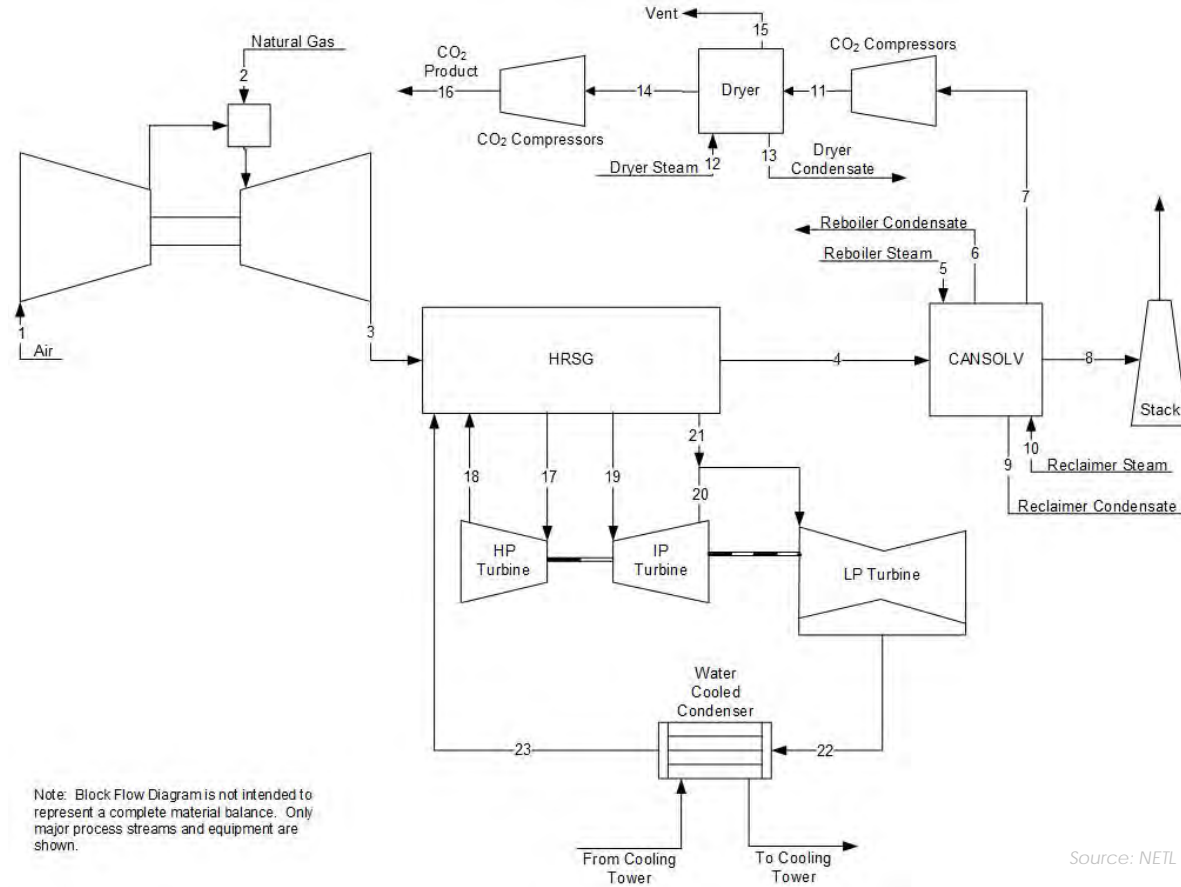 Natural Gas
2
1
Air
3
Vent
15
CO₂
Product
16
CO₂ Compressors
14
Dryer
11
CO₂ Compressors
Dryer Steam
12
13
Dryer
Condensate
7
Reboiler Condensate
6
Reboiler Steam
5
HRSG
4
CANSOLV
8
Stack
9
10
Reclaimer Steam
Reclaimer Condensate
18
17
19
21
20
HP
Turbine
IP
Turbine
LP Turbine
Water
Cooled
Condenser
23
22
From Cooling
Tower
To Cooling
Tower
Note: Block Flow Diagram is not intended to
represent a complete material balance. Only
major process streams and equipment are
shown.
Source: NETL